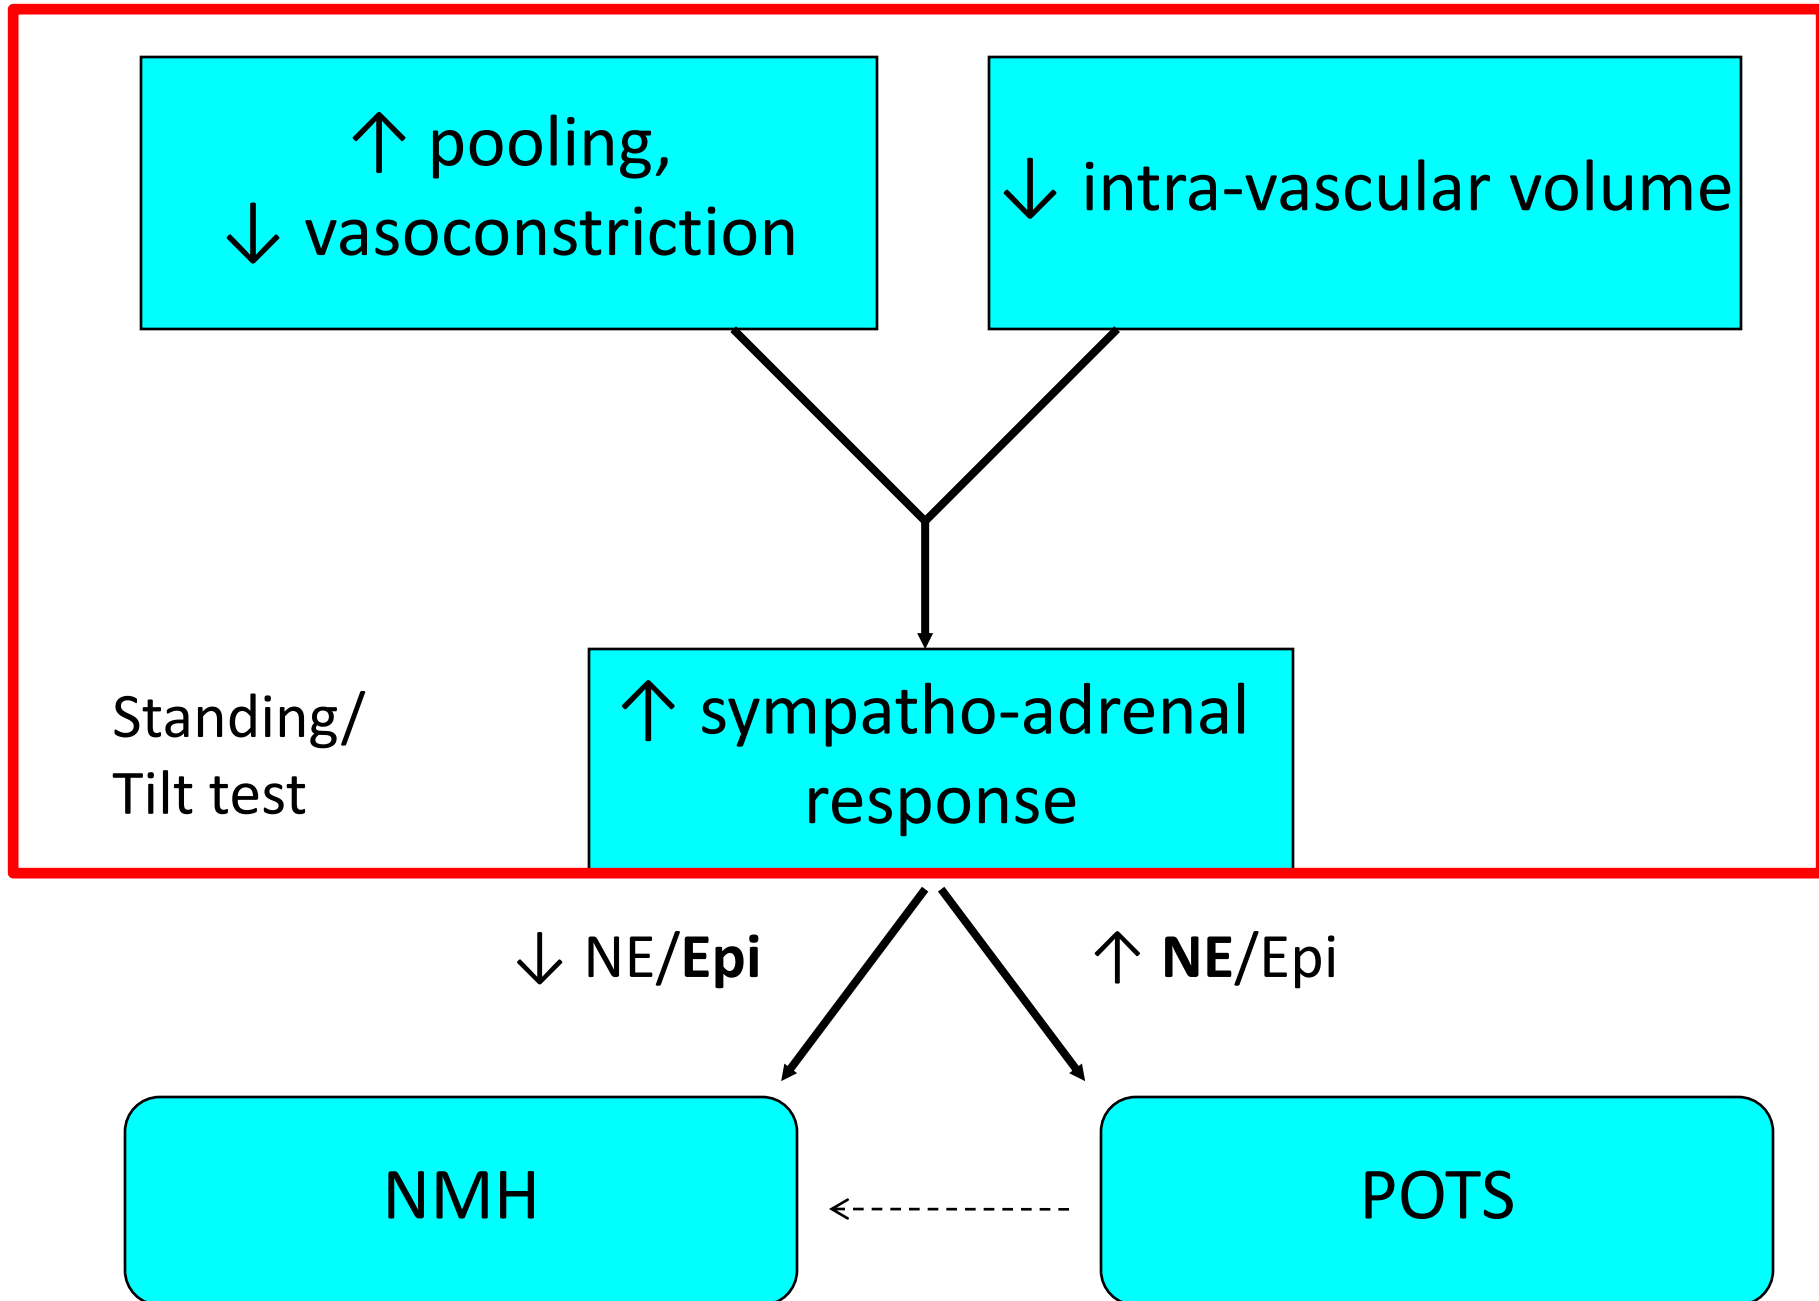 ↑ pooling,
↓ vasoconstriction
↓ intra-vascular volume
Standing/
Tilt test
↑ sympatho-adrenal
response
↓ NE/Epi
↑ NE/Epi
NMH
POTS